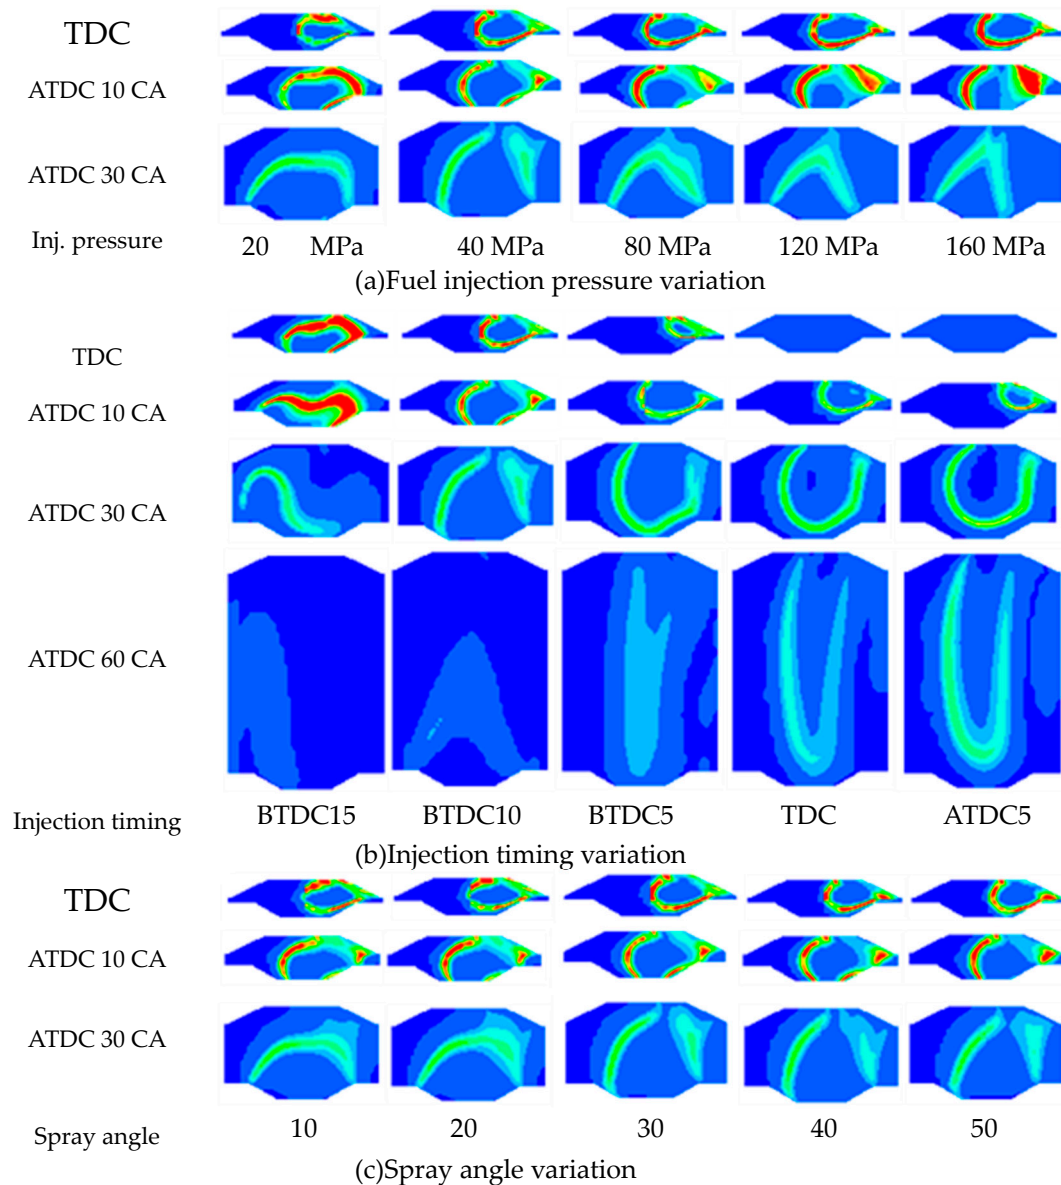 TDC
ATDC 10 CA
ATDC 30 CA
Inj. pressure
20 MPa 40 MPa 80 MPa 120 MPa 160 MPa
(a)Fuel injection pressure variation
TDC
ATDC 10 CA
ATDC 30 CA
ATDC 60 CA
Injection timing
BTDC15 BTDC10 BTDC5 TDC ATDC5
(b)Injection timing variation
TDC
ATDC 10 CA
ATDC 30 CA
Spray angle
10 20 30 40 50
(c)Spray angle variation